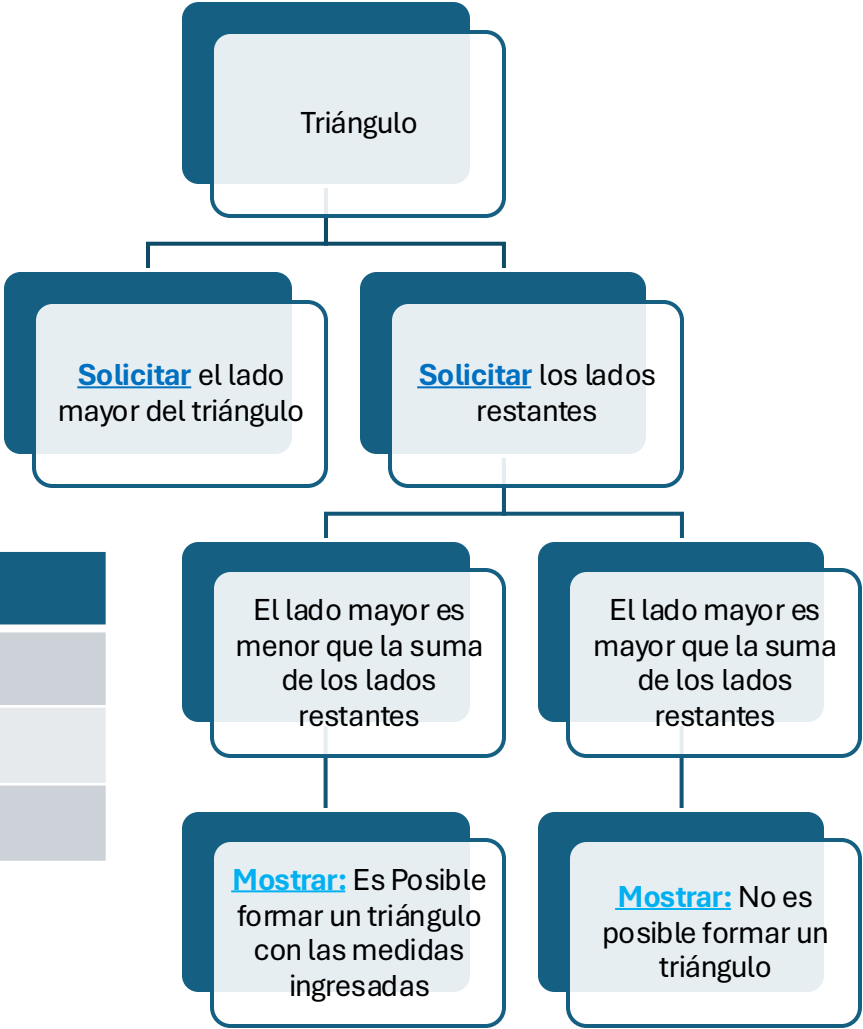 Triángulo
Solicitar el lado
mayor del triángulo
Solicitar los lados
restantes
El lado mayor es
menor que la suma
de los lados
restantes
El lado mayor es
mayor que la suma
de los lados
restantes
Mostrar: Es Posible
formar un triángulo
con las medidas
ingresadas
Mostrar: No es
posible formar un
triángulo